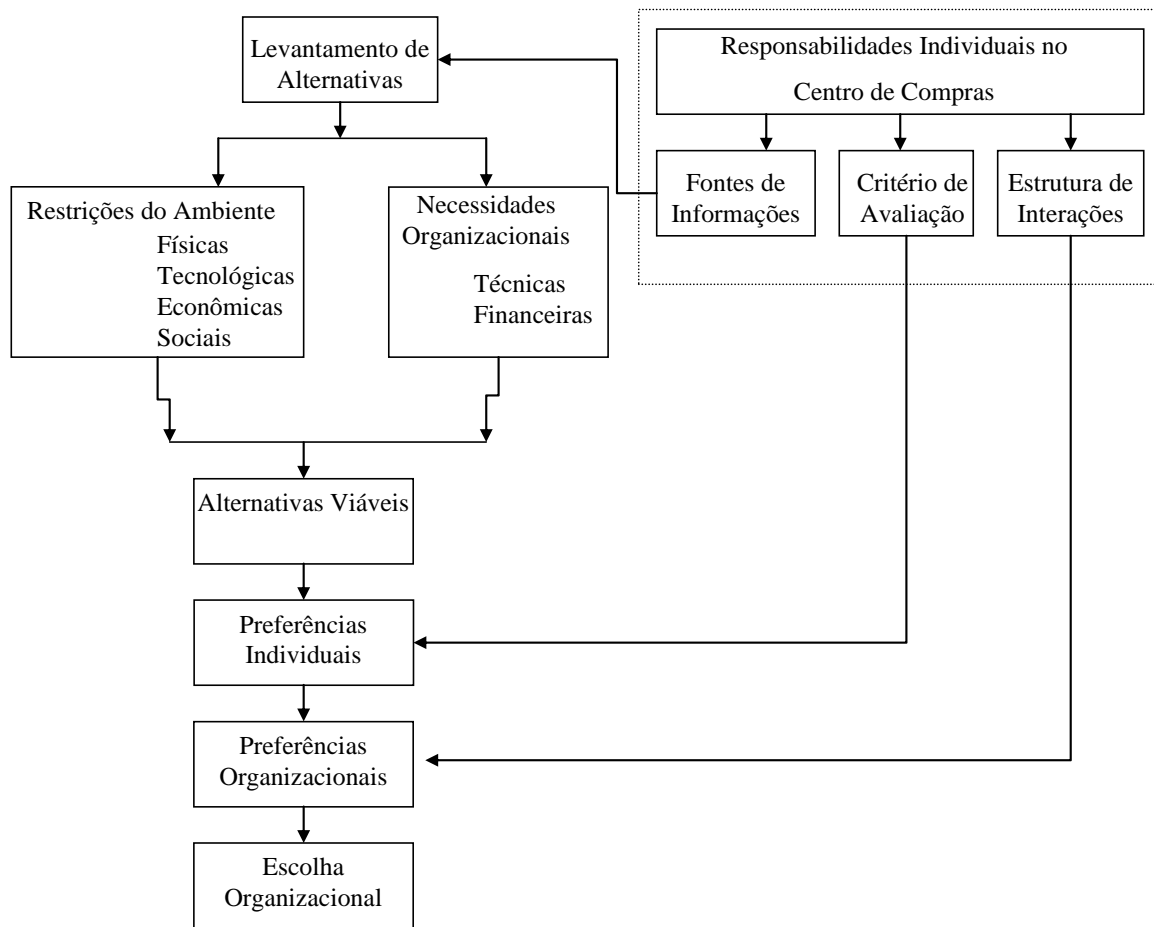 Levantamento de
Alternativas
Responsabilidades Individuais no
Centro de Compras
Fontes de
Informações
Critério de
Avaliação
Estrutura de
Interações
Restrições do Ambiente
Físicas
Tecnológicas
Econômicas
Sociais
Necessidades
Organizacionais
Técnicas
Financeiras
Alternativas Viáveis
Preferências
Individuais
Preferências
Organizacionais
Escolha
Organizacional